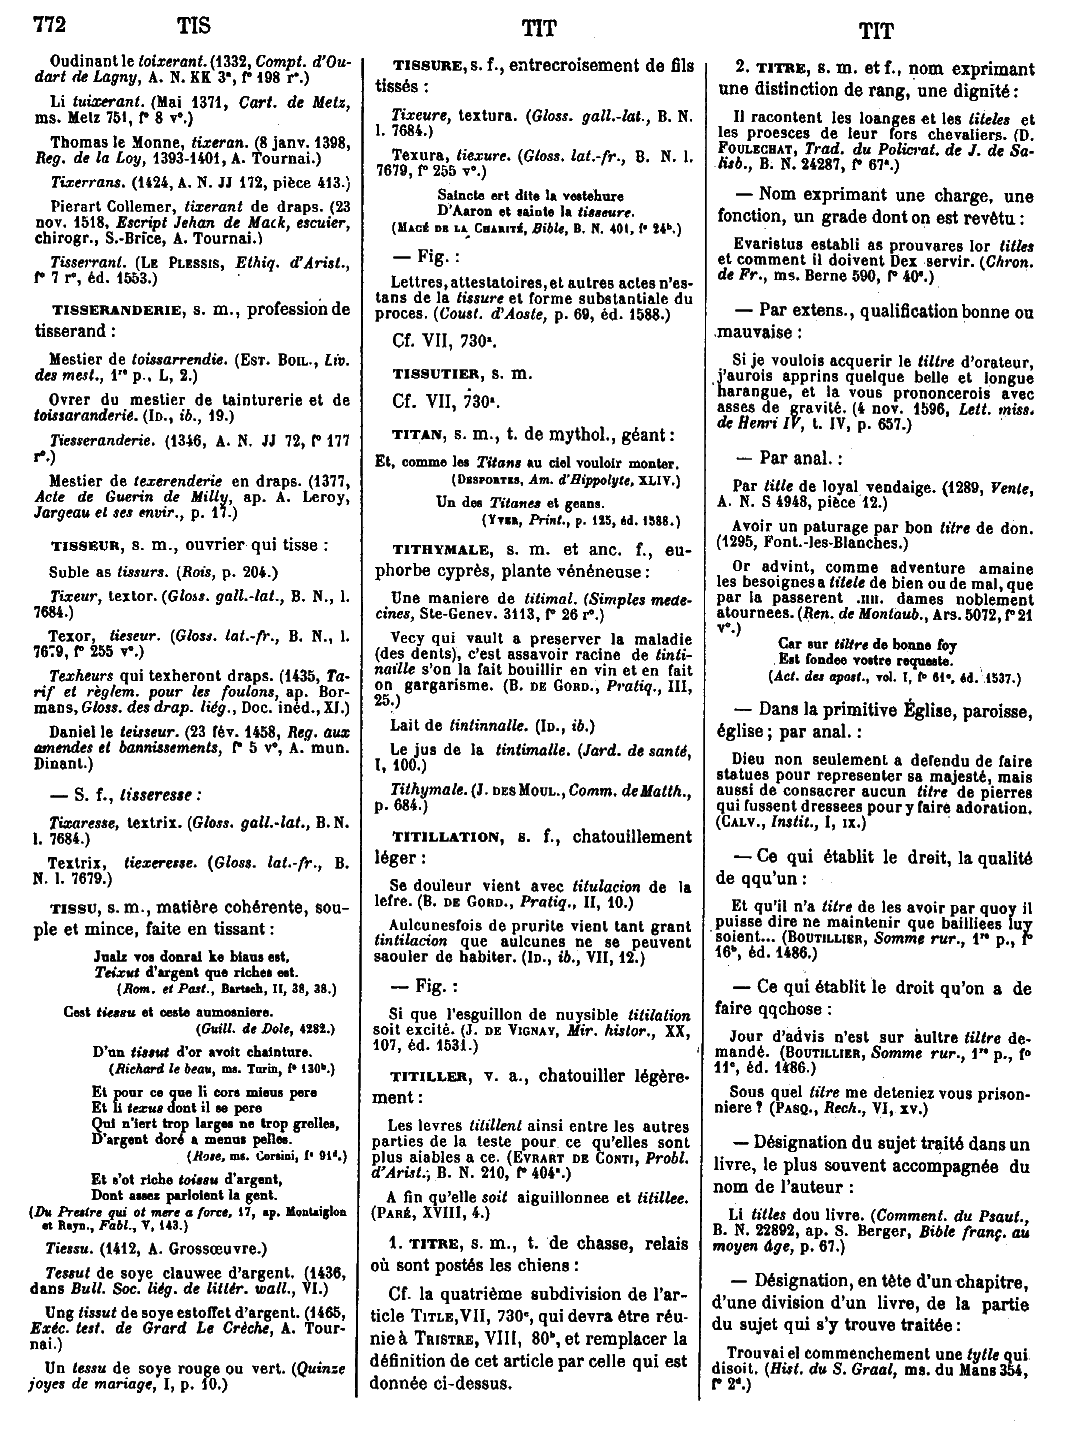 772 TIS TIT TIT
Oudinant le toixerant. (1332, Compt. d'Ou-
dart de Lagny, A. N. KK 3ᵃ, fº 198 rº.)
Li tuixerant. (Mai 1371, Cart. de Metz,
ms. Metz 751, fº 8 vº.)
Thomas le Monne, tixeran. (8 janv. 1398,
Reg. de la Loy, 1393-1401, A. Tournai.)
Tixerrans. (1424, A. N. JJ 172, pièce 413.)
Pierart Collemer, tixerant de draps. (23
nov. 1518, Escript Jehan de Mack, escuier,
chirogr., S.-Brice, A. Tournai.)
Tisserrant. (LE PLESSIS, Ethiq. d'Arist.,
fº 7 rº, éd. 1553.)
TISSERANDERIE, s. m., profession de
tisserand :
Mestier de toissarrendie. (EST. BOIL., Liv.
des mest., 1ʳᵉ p., L, 2.)
Ovrer du mestier de tainturerie et de
toissaranderie. (ID., ib., 19.)
Tiesseranderie. (1346, A. N. JJ 72, fº 177
rº.)
Mestier de texerenderie en draps. (1377,
Acte de Guerin de Milly, ap. A. Leroy,
Jargeau et ses envir., p. 17.)
TISSEUR, s. m., ouvrier qui tisse :
Suble as tissurs. (Rois, p. 204.)
Tixeur, textor. (Gloss. gall.-lat., B. N., l.
7684.)
Texor, tieseur. (Gloss. lat.-fr., B. N., l.
7679, fº 255 vº.)
Texheurs qui texheront draps. (1435, Ta-
rif et règlem. pour les foulons, ap. Bor-
mans, Gloss. des drap. liég., Doc. inéd., XI.)
Daniel le teisseur. (23 fév. 1458, Reg. aux
amendes et bannissements, fº 5 vº, A. mun.
Dinant.)
— S. f., tisseresse :
Tixaresse, textrix. (Gloss. gall.-lat., B. N.
l. 7684.)
Textrix, tiexeresse. (Gloss. lat.-fr., B.
N. l. 7679.)
TISSU, s. m., matière cohérente, sou-
ple et mince, faite en tissant :
Jualz vos donrai ke biaus est,
Teixut d'argent que riches est.
(Rom. et Past., Bartsch, II, 38, 38.)
Cest tiessu et ceste aumosniere.
(Guill. de Dole, 4282.)
D'un tissut d'or avoit chainture.
(Richard le beau, ms. Turin, fº 130ᵇ.)
Et pour ce que li cors mieus pere
Et li texus dont il se pere
Qui n'iert trop larges ne trop grelles,
D'argent doré a menus pelles.
(Rose, ms. Corsini, fº 91ᵈ.)
Et s'ot riche toissu d'argent,
Dont assez parloient la gent.
(Du Prestre qui ot mere a force, 17, ap. Montaiglon
et Rayn., Fabl., V, 143.)
Tiessu. (1412, A. Grossœuvre.)
Tessut de soye clauwee d'argent. (1436,
dans Bull. Soc. liég. de littér. wall., VI.)
Ung tissut de soye estoffet d'argent. (1465,
Exéc. test. de Grard Le Crèche, A. Tour-
nai.)
Un tessu de soye rouge ou vert. (Quinze
joyes de mariage, I, p. 10.)
TISSURE, s. f., entrecroisement de fils
tissés :
Tixeure, textura. (Gloss. gall.-lat., B. N.
l. 7684.)
Texura, tiexure. (Gloss. lat.-fr., B. N. l.
7679, fº 255 vº.)
Saincte ert dite la vestehure
D'Aaron et sainte la tisseure.
(MACÉ DE LA CHARITÉ, Bible, B. N. 401, fº 24ᵇ.)
— Fig. :
Lettres, attestatoires, et autres actes n'es-
tans de la tissure et forme substantiale du
proces. (Coust. d'Aoste, p. 69, éd. 1588.)
Cf. VII, 730ᵃ.
TISSUTIER, s. m.
Cf. VII, 730ᵃ.
TITAN, s. m., t. de mythol., géant :
Et, comme les Titans au ciel vouloir monter.
(DESPORTES, Am. d'Hippolyte, XLIV.)
Un des Titanes et geans.
(YVER, Print., p. 125, éd. 1588.)
TITHYMALE, s. m. et anc. f., eu-
phorbe cyprès, plante vénéneuse :
Une maniere de titimal. (Simples mede-
cines, Ste-Genev. 3113, fº 26 rº.)
Vecy qui vault a preserver la maladie
(des dents), c'est assavoir racine de tinti-
naille s'on la fait bouillir en vin et en fait
on gargarisme. (B. DE GORD., Pratiq., III,
25.)
Lait de tintinnalle. (ID., ib.)
Le jus de la tintimalle. (Jard. de santé,
I, 100.)
Tithymale. (J. DES MOUL., Comm. de Matth.,
p. 684.)
TITILLATION, s. f., chatouillement
léger :
Se douleur vient avec titulacion de la
lefre. (B. DE GORD., Pratiq., II, 10.)
Aulcunesfois de prurite vient tant grant
tintilacion que aulcunes ne se peuvent
saouler de habiter. (ID., ib., VII, 12.)
— Fig. :
Si que l'esguillon de nuysible titilation
soit excité. (J. DE VIGNAY, Mir. histor., XX,
107, éd. 1531.)
TITILLER, v. a., chatouiller légère-
ment :
Les levres titillent ainsi entre les autres
parties de la teste pour ce qu'elles sont
plus aiables a ce. (EVRART DE CONTI, Probl.
d'Arist., B. N. 210, fº 404ᵃ.)
A fin qu'elle soit aiguillonnee et titillee.
(PARÉ, XVIII, 4.)
1. TITRE, s. m., t. de chasse, relais
où sont postés les chiens :
Cf. la quatrième subdivision de l'ar-
ticle TITLE, VII, 730ᶜ, qui devra être réu-
nie à TRISTRE, VIII, 80ᵇ, et remplacer la
définition de cet article par celle qui est
donnée ci-dessus.
2. TITRE, s. m. et f., nom exprimant
une distinction de rang, une dignité :
Il racontent les loanges et les titeles et
les proesces de leur fors chevaliers. (D.
FOULECHAT, Trad. du Policrat. de J. de Sa-
lisb., B. N. 24287, fº 67ᵃ.)
— Nom exprimant une charge, une
fonction, un grade dont on est revêtu :
Evaristus establi as prouvares lor titles
et comment il doivent Dex servir. (Chron.
de Fr., ms. Berne 590, fº 40ᵃ.)
— Par extens., qualification bonne ou
mauvaise :
Si je voulois acquerir le tiltre d'orateur,
j'aurois apprins quelque belle et longue
harangue, et la vous prononcerois avec
asses de gravité. (4 nov. 1596, Lett. miss.
de Henri IV, t. IV, p. 657.)
— Par anal. :
Par title de loyal vendaige. (1289, Vente,
A. N. S 4948, pièce 12.)
Avoir un paturage par bon titre de don.
(1295, Font.-les-Blanches.)
Or advint, comme adventure amaine
les besoignes a titele de bien ou de mal, que
par la passerent .IIII. dames noblement
atournees. (Ren. de Montaub., Ars. 5072, fº 21
vº.)
Car sur tiltre de bonne foy
Est fondee vostre requeste.
(Act. des apost., vol. I, fº 61ᶜ, éd. 1537.)
— Dans la primitive Église, paroisse,
église ; par anal. :
Dieu non seulement a defendu de faire
statues pour representer sa majesté, mais
aussi de consacrer aucun titre de pierres
qui fussent dressees pour y faire adoration.
(CALV., Instit., I, IX.)
— Ce qui établit le droit, la qualité
de qqu'un :
Et qu'il n'a titre de les avoir par quoy il
puisse dire ne maintenir que bailliees luy
soient... (BOUTILLIER, Somme rur., 1ʳᵉ p., fº
16ᵇ, éd. 1486.)
— Ce qui établit le droit qu'on a de
faire qqchose :
Jour d'advis n'est sur aultre tiltre de-
mandé. (BOUTILLIER, Somme rur., 1ʳᵉ p., fº
11ᶜ, éd. 1486.)
Sous quel titre me deteniez vous prison-
niere ? (PASQ., Rech., VI, XV.)
— Désignation du sujet traité dans un
livre, le plus souvent accompagnée du
nom de l'auteur :
Li titles dou livre. (Comment. du Psaut.,
B. N. 22892, ap. S. Berger, Bible franç. au
moyen âge, p. 67.)
— Désignation, en tête d'un chapitre,
d'une division d'un livre, de la partie
du sujet qui s'y trouve traitée :
Trouvai el commenchement une tytle qui
disoit. (Hist. du S. Graal, ms. du Mans 354,
fº 2ᵈ.)